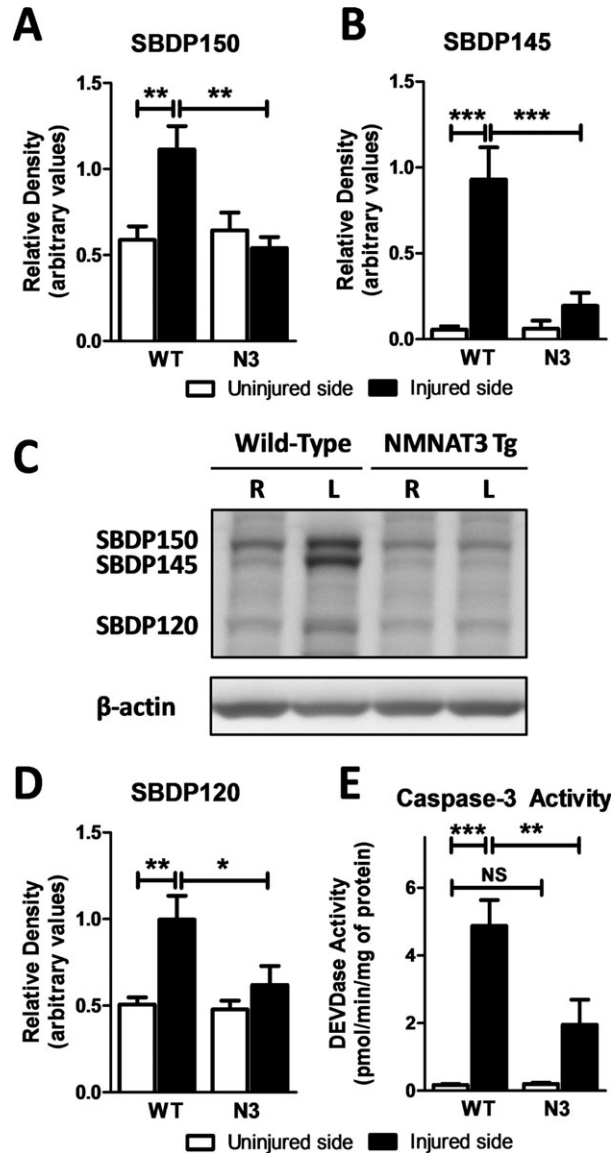 A
SBDP150
Relative Density
(arbitrary values)
1.5
1.0
0.5
0.0
**
**
WT
N3
B
SBDP145
Relative Density
(arbitrary values)
1.5
1.0
0.5
0.0
***
***
WT
N3
Uninjured side
Injured side
C
Wild-Type
NMNAT3 Tg
R
L
R
L
SBDP150
SBDP145
SBDP120
β-actin
D
SBDP120
Relative Density
(arbitrary values)
1.5
1.0
0.5
0.0
**
*
WT
N3
E
Caspase-3 Activity
DEVDase Activity
(pmol/min/mg of protein)
6
4
2
0
***
**
NS
WT
N3
Uninjured side
Injured side